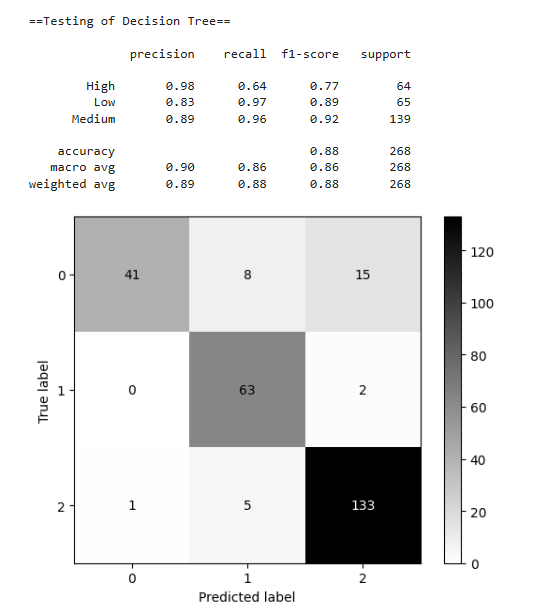 ==Testing of Decision Tree==
precision recall f1-score support
High 0.98 0.64 0.77 64
Low 0.83 0.97 0.89 65
Medium 0.89 0.96 0.92 139
accuracy 0.88 268
macro avg 0.90 0.86 0.86 268
weighted avg 0.89 0.88 0.88 268
0 41 8 15
1 0 63 2
2 1 5 133
0 1 2
True label
Predicted label
120
100
80
60
40
20
0